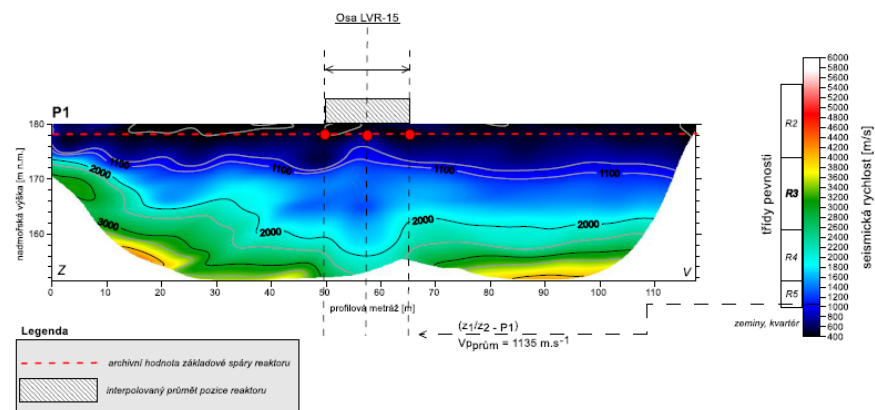 Osa LVR-15
P1
180
170
160
nadmořská výška [m n.m.]
1100
1100
1100
2000
3000
2000
2000
2000
Z
V
0 10 20 30 40 50 60 70 80 90 100 110
profilová metráž [m]
(z1/z2 - P1)
Vpprům = 1135 m.s-1
třídy pevnosti
R2
R3
R4
R5
zeminy, kvartér
6000
5800
5600
5400
5200
5000
4800
4600
4400
4200
4000
3800
3600
3400
3200
3000
2800
2600
2400
2200
2000
1800
1600
1400
1200
1000
800
600
400
seismická rychlost [m/s]
Legenda
archivní hodnota základové spáry reaktoru
interpolovaný průmět pozice reaktoru